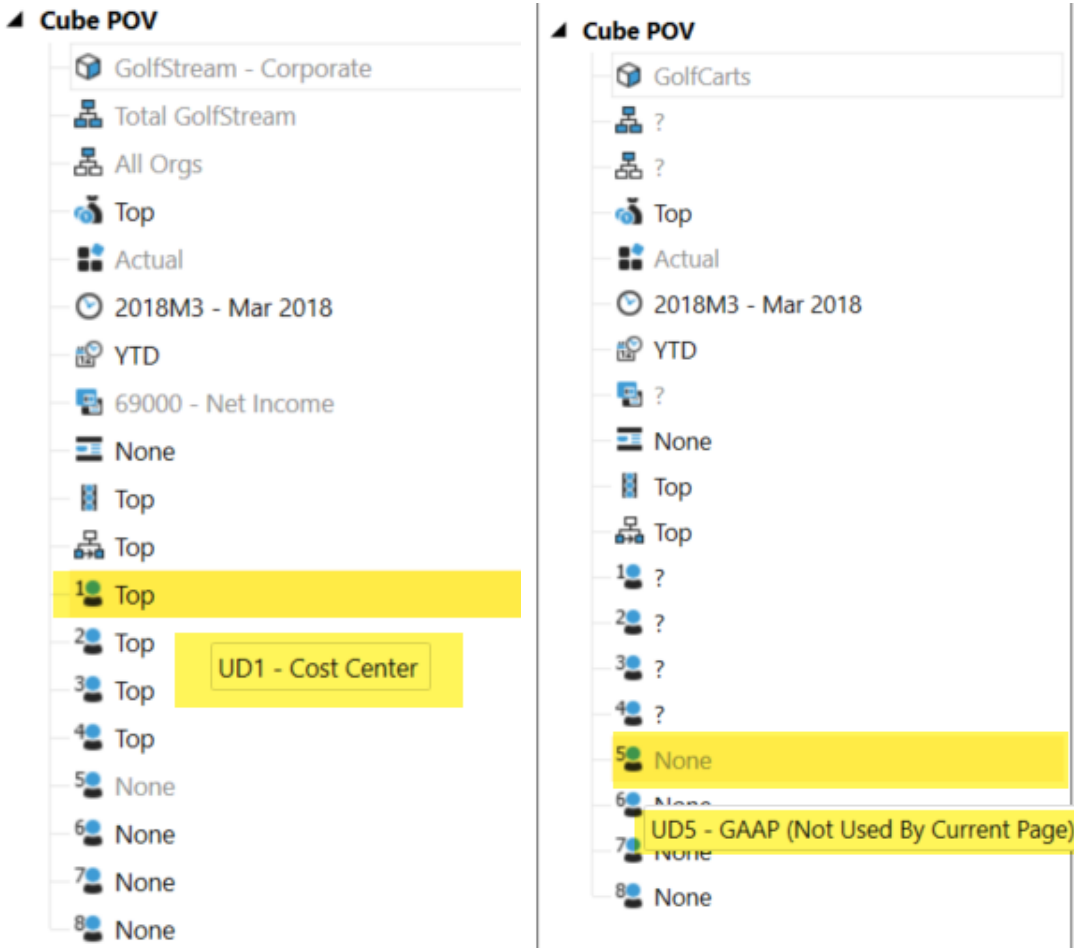 Cube POV
GolfStream - Corporate
Total GolfStream
All Orgs
Top
Actual
2018M3 - Mar 2018
YTD
69000 - Net Income
None
Top
Top
1 Top
2 Top
UD1 - Cost Center
3 Top
4 Top
5 None
6 None
7 None
8 None
Cube POV
GolfCarts
?
?
Top
Actual
2018M3 - Mar 2018
YTD
?
None
Top
Top
1 ?
2 ?
3 ?
4 ?
5 None
6 None
UD5 - GAAP (Not Used By Current Page)
7 None
8 None